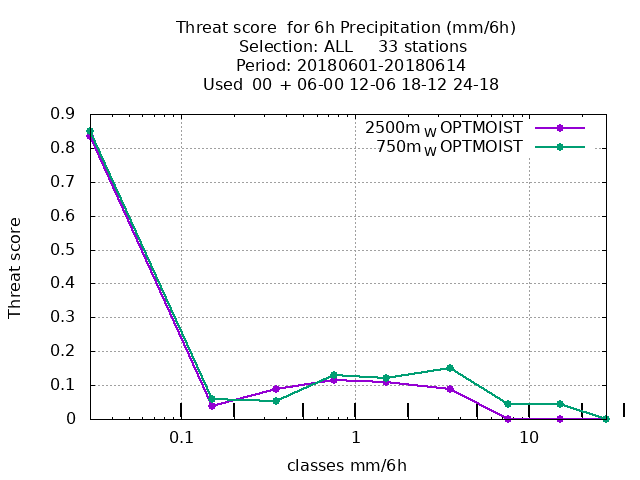 Threat score  for 6h Precipitation (mm/6h)
Selection: ALL     33 stations
Period: 20180601-20180614
Used  00  + 06-00 12-06 18-12 24-18
2500m W OPTMOIST
750m W OPTMOIST
0.9
0.8
0.7
0.6
0.5
0.4
0.3
0.2
0.1
0
Threat score
0.1 1 10
classes mm/6h